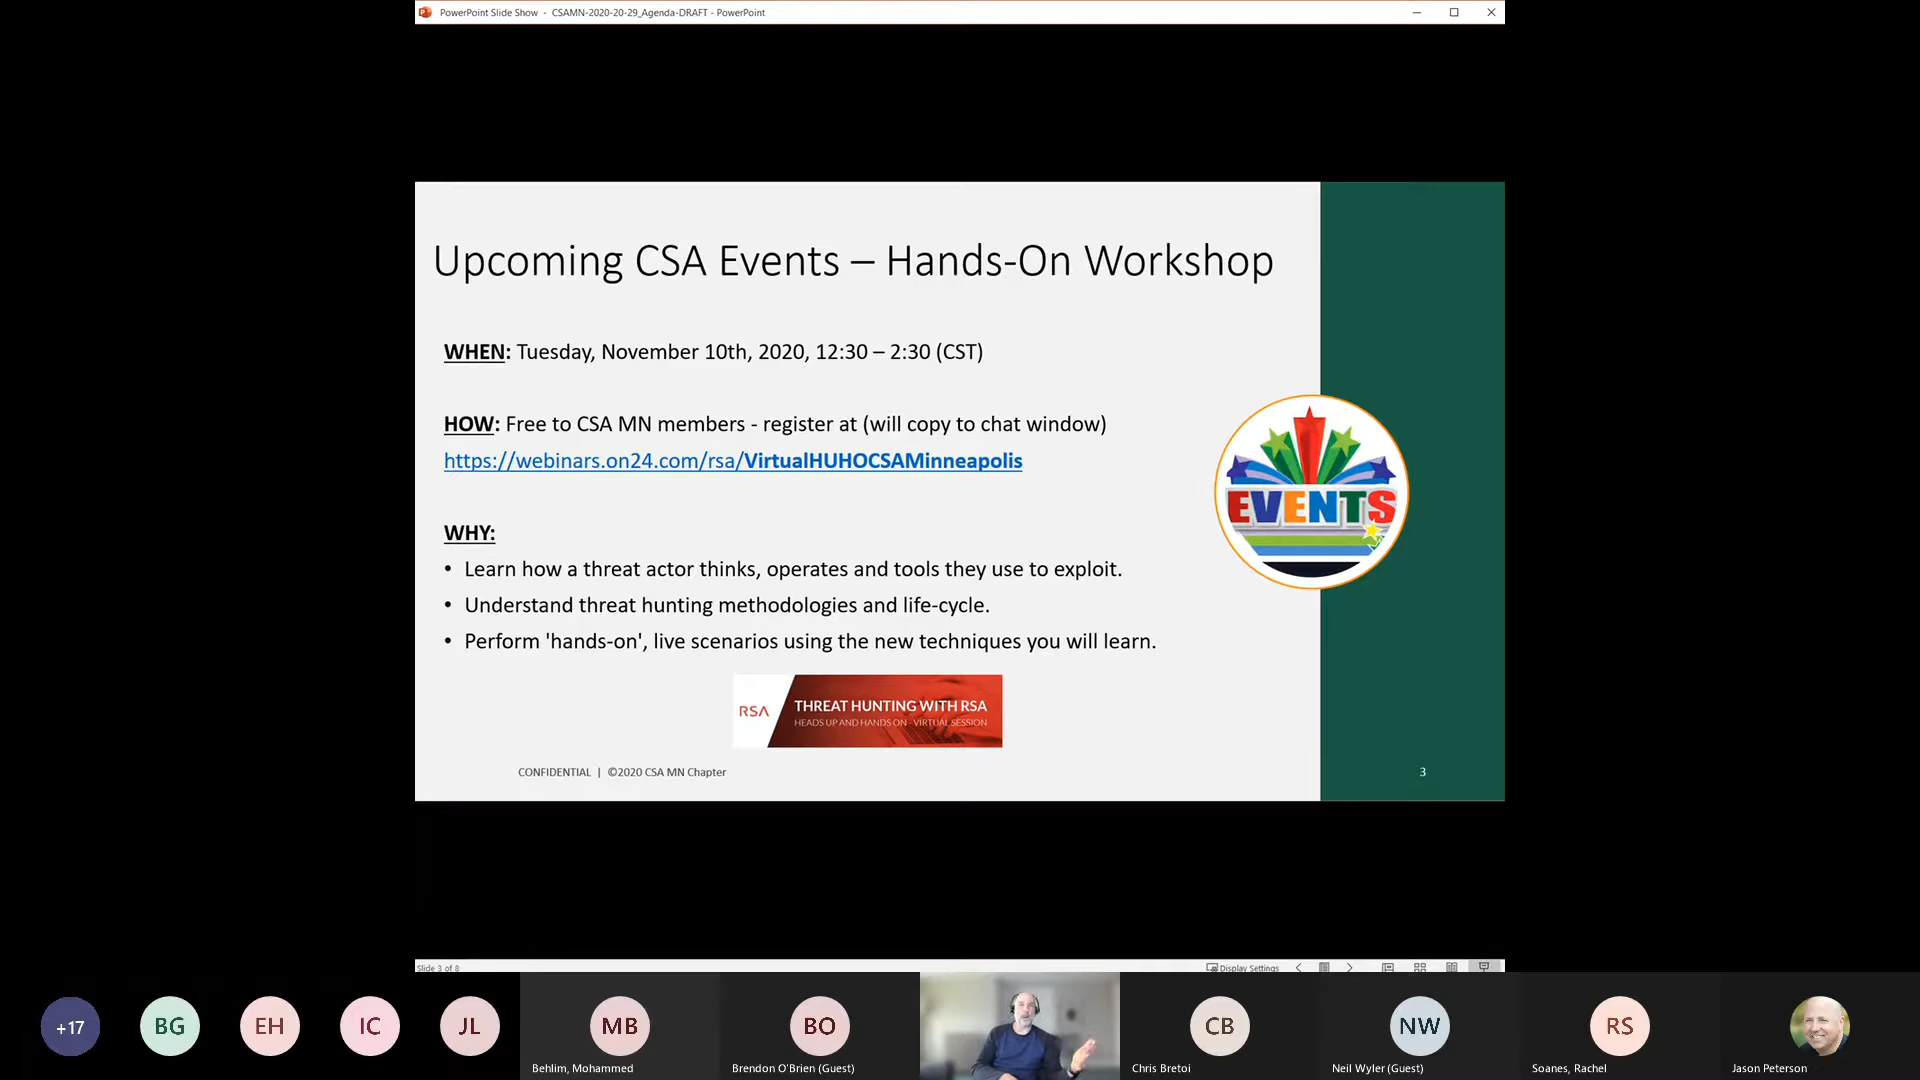 PowerPoint Slide Show - CSAMN-2020-20-29_Agenda-DRAFT - PowerPoint
Upcoming CSA Events – Hands-On Workshop
WHEN: Tuesday, November 10th, 2020, 12:30 – 2:30 (CST)
HOW: Free to CSA MN members - register at (will copy to chat window)
https://webinars.on24.com/rsa/VirtualHUHOCSAMinneapolis
EVENTS
WHY:
• Learn how a threat actor thinks, operates and tools they use to exploit.
• Understand threat hunting methodologies and life-cycle.
• Perform 'hands-on', live scenarios using the new techniques you will learn.
RSA
THREAT HUNTING WITH RSA
HEADS UP AND HANDS ON - VIRTUAL SESSION
CONFIDENTIAL | ©2020 CSA MN Chapter
3
Slide 3 of 8
Display Settings
+17
BG
EH
IC
JL
MB
BO
CB
NW
RS
Behlim, Mohammed
Brendon O'Brien (Guest)
Chris Bretoi
Neil Wyler (Guest)
Soanes, Rachel
Jason Peterson